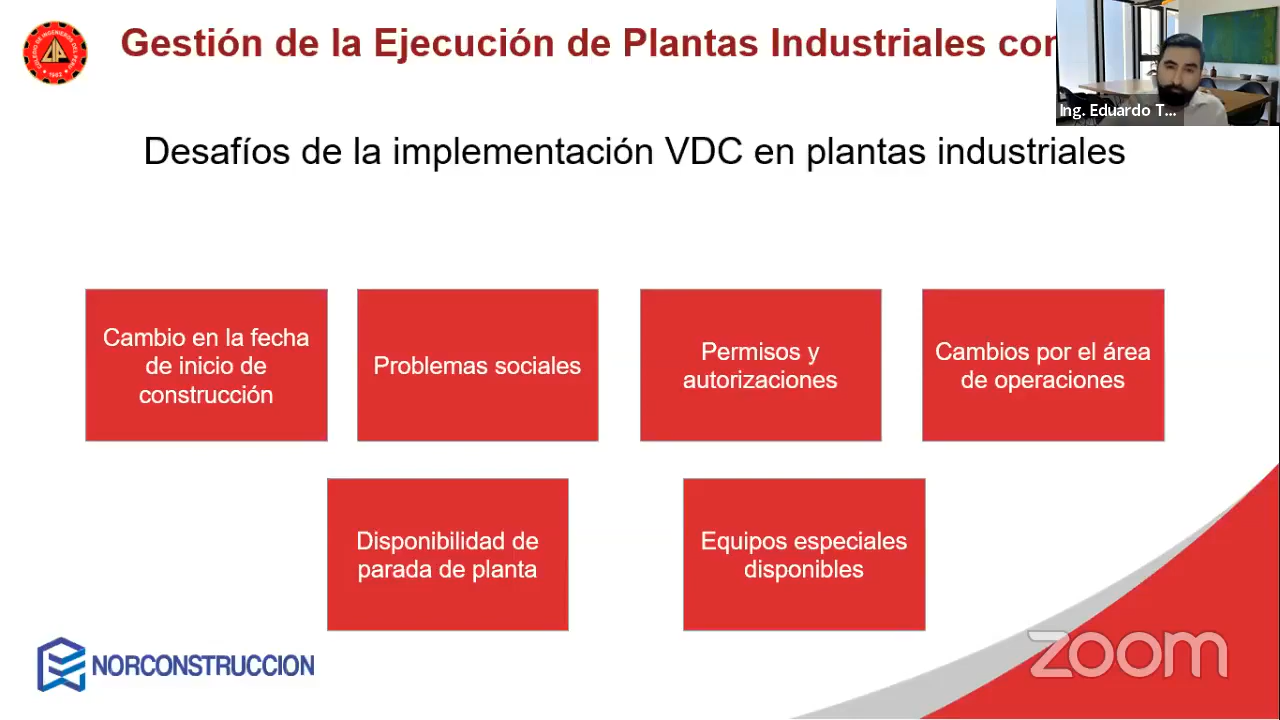 Gestión de la Ejecución de Plantas Industriales con
Ing. Eduardo T...
Desafíos de la implementación VDC en plantas industriales
Cambio en la fecha
de inicio de
construcción
Problemas sociales
Permisos y
autorizaciones
Cambios por el área
de operaciones
Disponibilidad de
parada de planta
Equipos especiales
disponibles
NORCONSTRUCCION
zoom